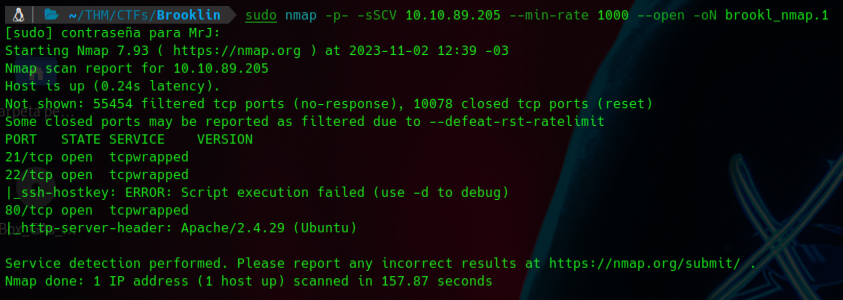 ~/THM/CTFs/Brooklin sudo nmap -p- -sSCV 10.10.89.205 --min-rate 1000 --open -oN brookl_nmap.1
[sudo] contraseña para MrJ:
Starting Nmap 7.93 ( https://nmap.org ) at 2023-11-02 12:39 -03
Nmap scan report for 10.10.89.205
Host is up (0.24s latency).
Not shown: 55454 filtered tcp ports (no-response), 10078 closed tcp ports (reset)
Some closed ports may be reported as filtered due to --defeat-rst-ratelimit
PORT   STATE SERVICE    VERSION
21/tcp open  tcpwrapped
22/tcp open  tcpwrapped
|_ssh-hostkey: ERROR: Script execution failed (use -d to debug)
80/tcp open  tcpwrapped
|_http-server-header: Apache/2.4.29 (Ubuntu)
Service detection performed. Please report any incorrect results at https://nmap.org/submit/ .
Nmap done: 1 IP address (1 host up) scanned in 157.87 seconds